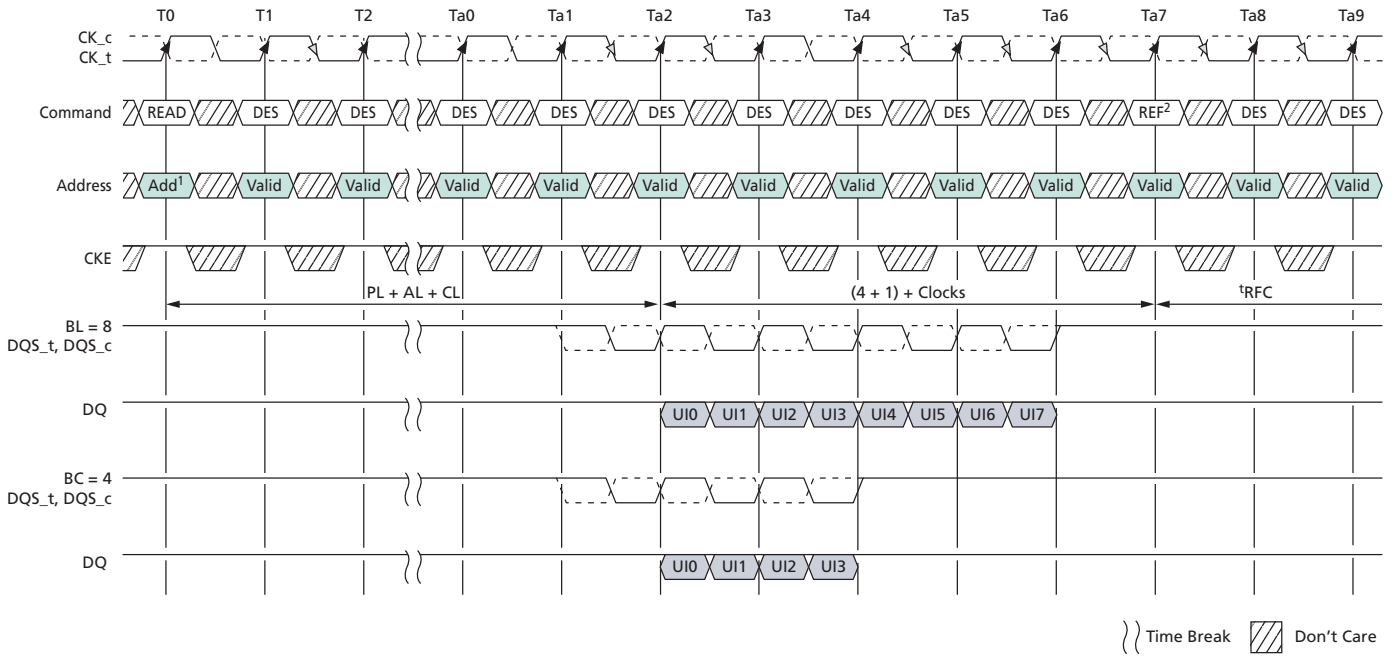 T0 T1 T2 Ta0 Ta1 Ta2 Ta3 Ta4 Ta5 Ta6 Ta7 Ta8 Ta9
CK_c
CK_t
Command READ DES DES DES DES DES DES DES DES DES REF2 DES DES
Address Add1 Valid Valid Valid Valid Valid Valid Valid Valid Valid Valid Valid Valid
CKE
PL + AL + CL (4 + 1) + Clocks tRFC
BL = 8
DQS_t, DQS_c
DQ UI0 UI1 UI2 UI3 UI4 UI5 UI6 UI7
BC = 4
DQS_t, DQS_c
DQ UI0 UI1 UI2 UI3
Time Break Don't Care